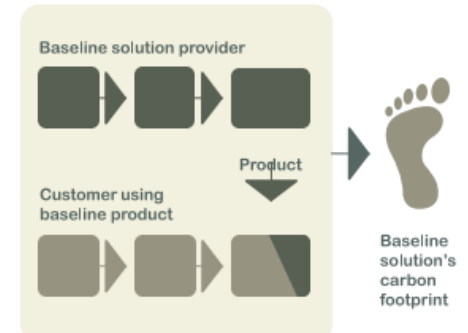 Baseline solution provider
Product
Customer using
baseline product
Baseline
solution's
carbon
footprint